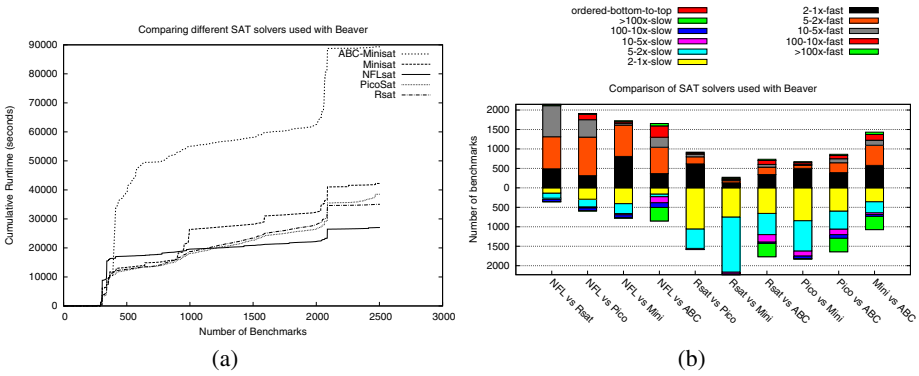 Comparing different SAT solvers used with Beaver
Cumulative Runtime (seconds)
90000
80000
70000
60000
50000
40000
30000
20000
10000
0
ABC-Minisat
Minisat
NFLsat
PicoSat
Rsat
0 500 1000 1500 2000 2500 3000
Number of Benchmarks
(a)
ordered-bottom-to-top
>100x-slow
100-10x-slow
10-5x-slow
5-2x-slow
2-1x-slow
2-1x-fast
5-2x-fast
10-5x-fast
100-10x-fast
>100x-fast
Comparison of SAT solvers used with Beaver
Number of benchmarks
2000
1500
1000
500
0
500
1000
1500
2000
NFL vs Rsat
NFL vs Pico
NFL vs Mini
NFL vs ABC
Rsat vs Pico
Rsat vs Mini
Rsat vs ABC
Pico vs Mini
Pico vs ABC
Mini vs ABC
(b)